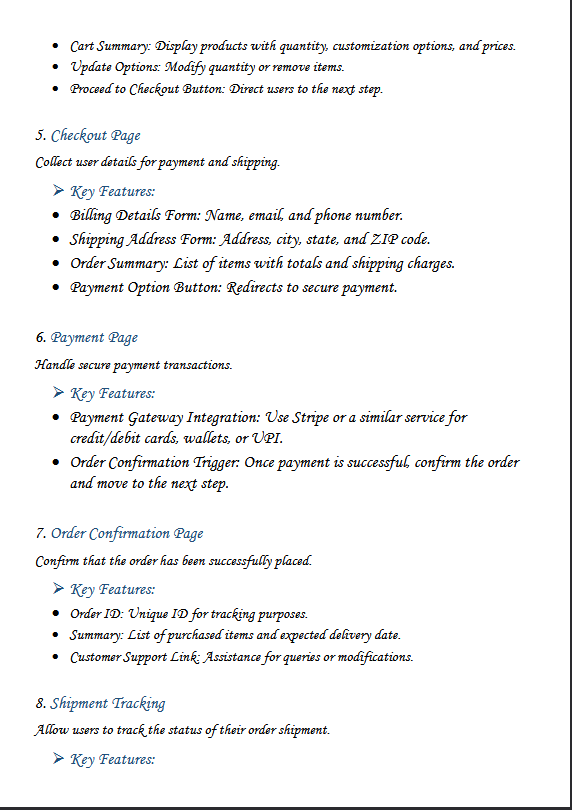 • Cart Summary: Display products with quantity, customization options, and prices.
• Update Options: Modify quantity or remove items.
• Proceed to Checkout Button: Direct users to the next step.
5. Checkout Page
Collect user details for payment and shipping.
➢ Key Features:
• Billing Details Form: Name, email, and phone number.
• Shipping Address Form: Address, city, state, and ZIP code.
• Order Summary: List of items with totals and shipping charges.
• Payment Option Button: Redirects to secure payment.
6. Payment Page
Handle secure payment transactions.
➢ Key Features:
• Payment Gateway Integration: Use Stripe or a similar service for
credit/debit cards, wallets, or UPI.
• Order Confirmation Trigger: Once payment is successful, confirm the order
and move to the next step.
7. Order Confirmation Page
Confirm that the order has been successfully placed.
➢ Key Features:
• Order ID: Unique ID for tracking purposes.
• Summary: List of purchased items and expected delivery date.
• Customer Support Link: Assistance for queries or modifications.
8. Shipment Tracking
Allow users to track the status of their order shipment.
➢ Key Features: